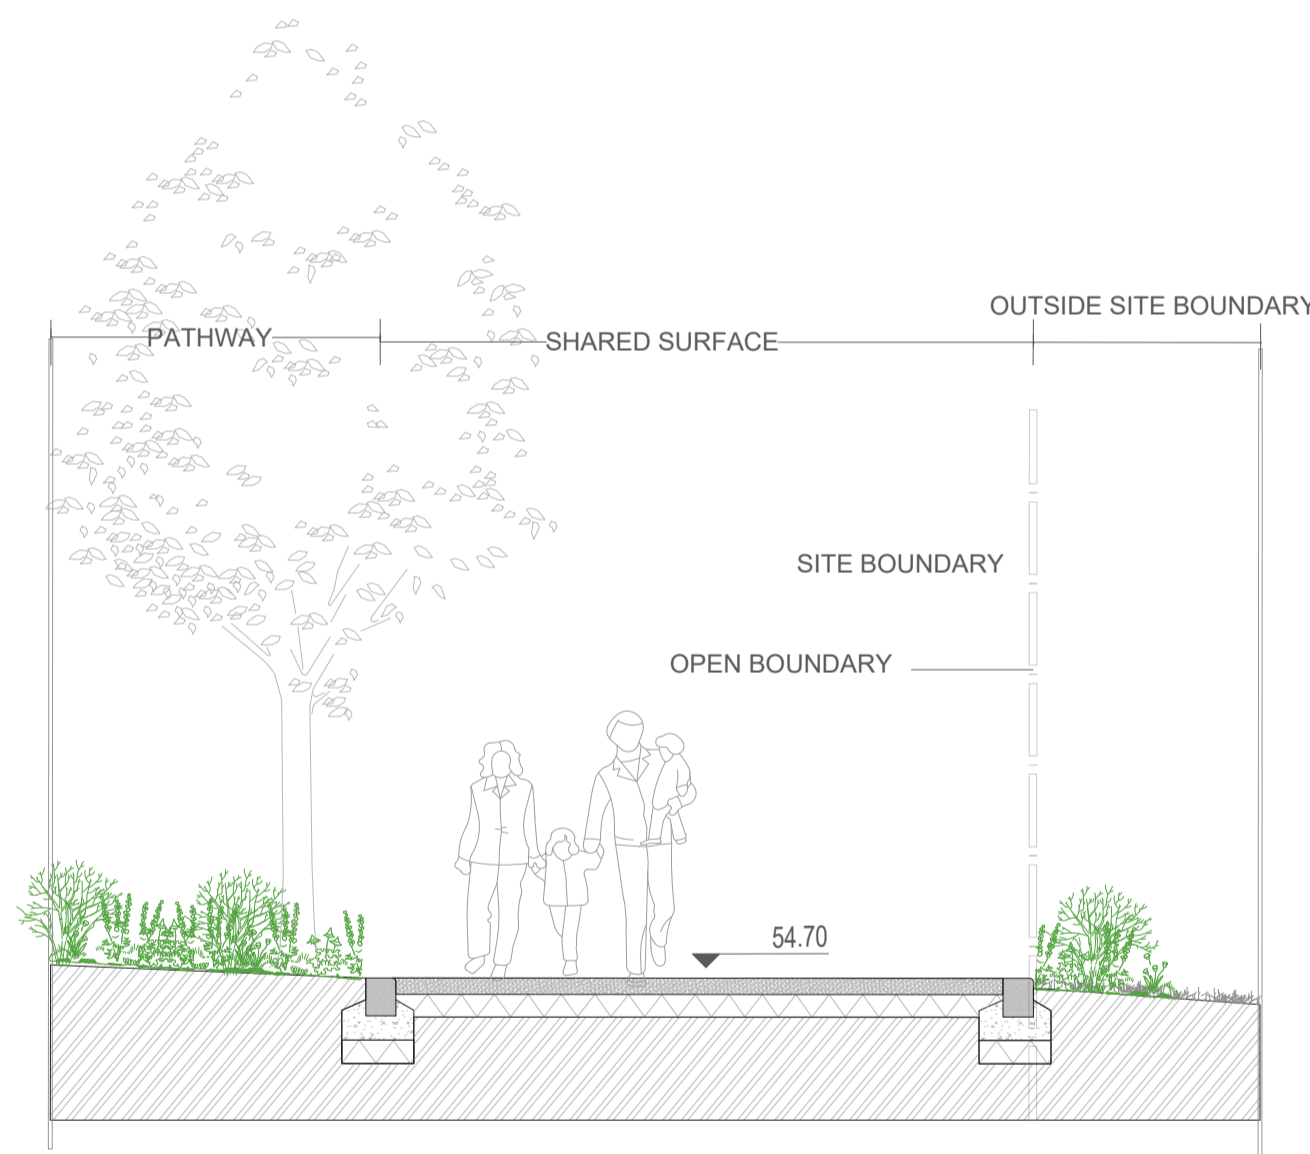 OUTSIDE SITE BOUNDARY
PATHWAY
SHARED SURFACE
SITE BOUNDARY
OPEN BOUNDARY
54.70